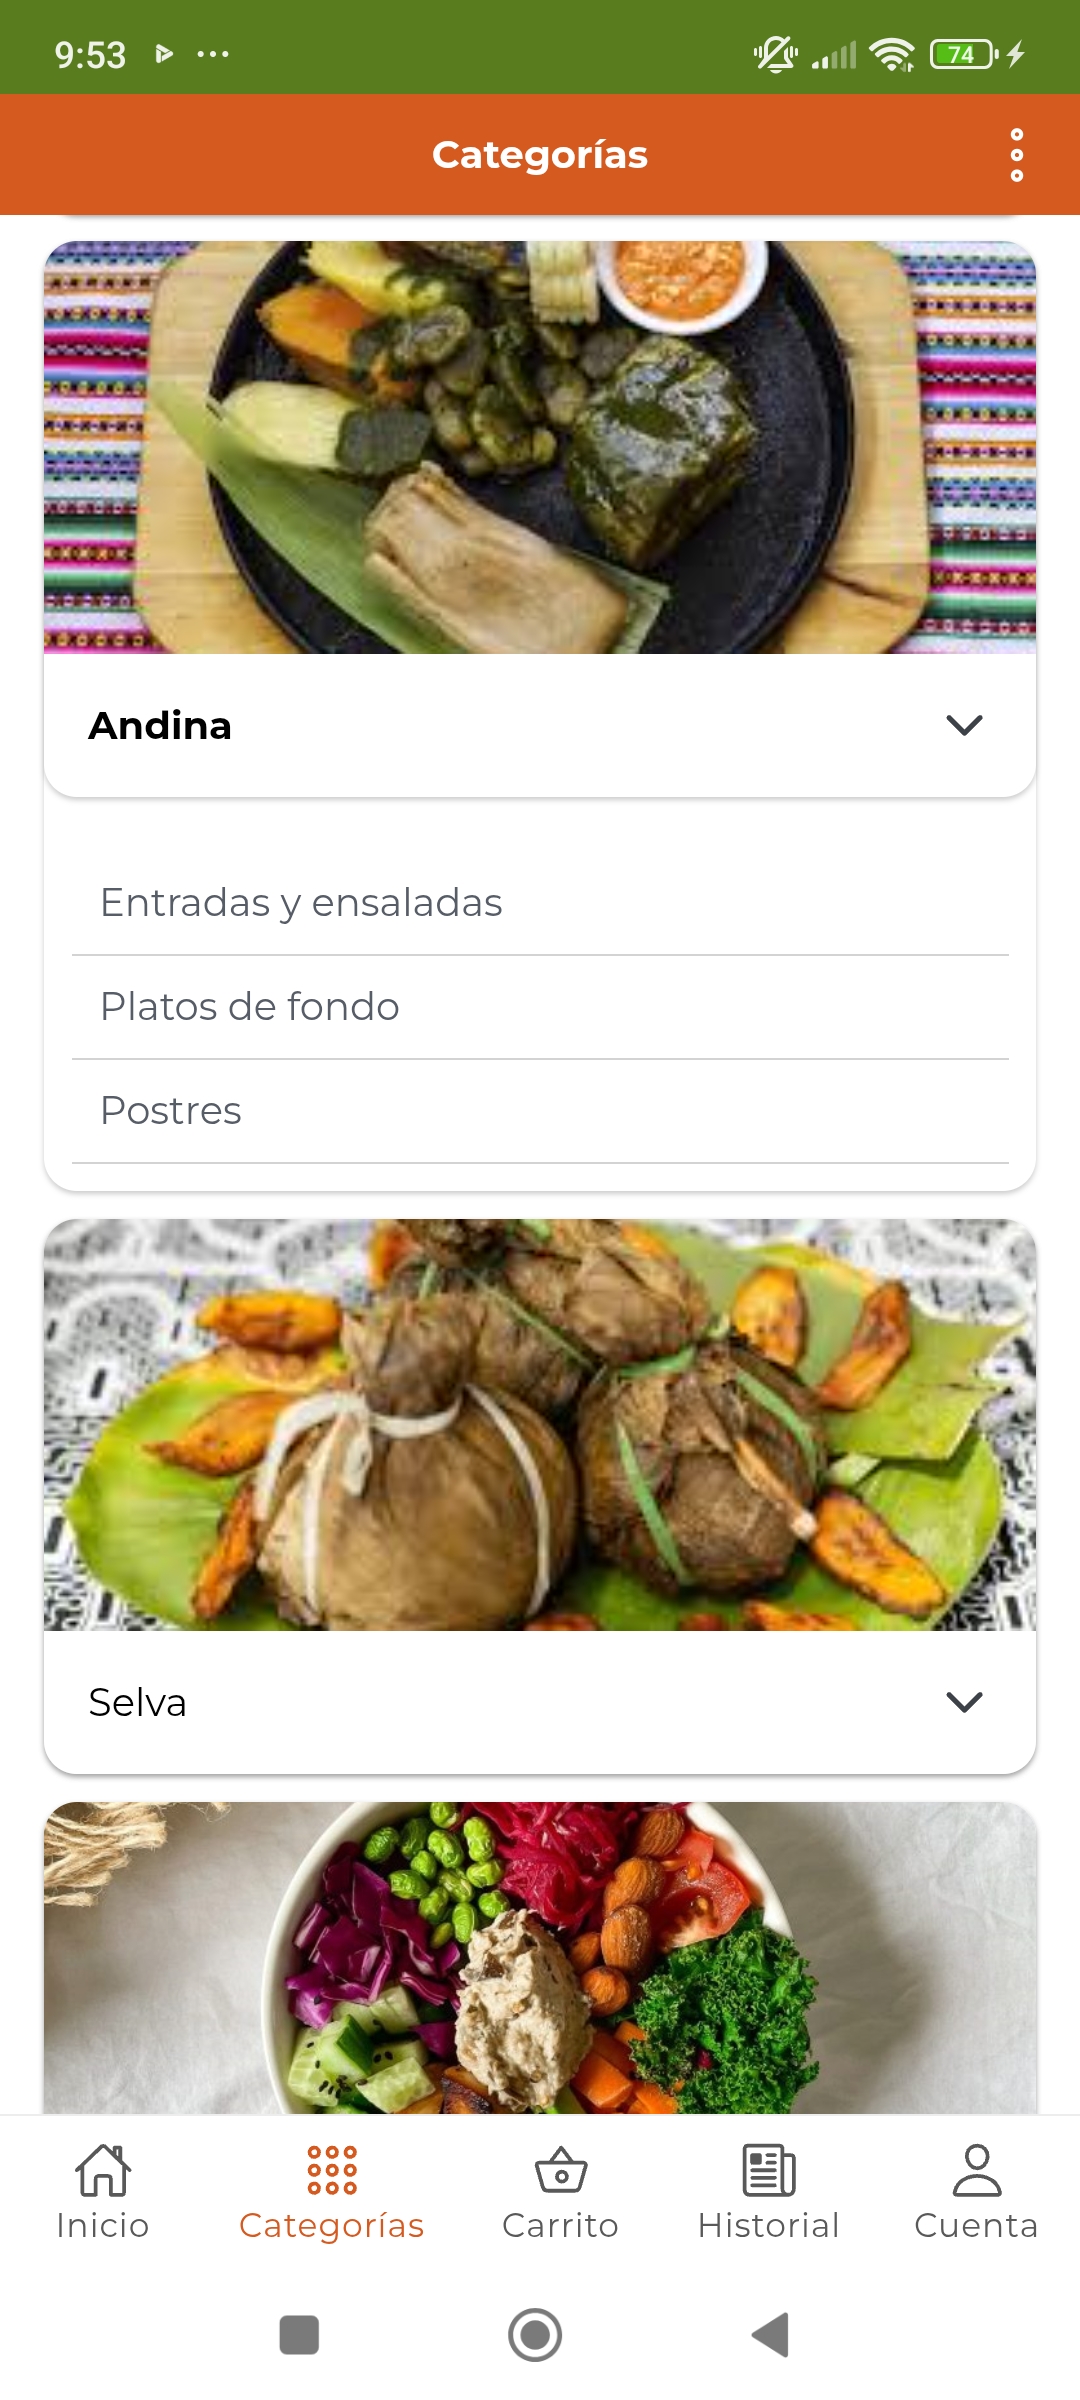 9:53
74
Categorías
Andina
Entradas y ensaladas
Platos de fondo
Postres
Selva
Inicio
Categorías
Carrito
Historial
Cuenta